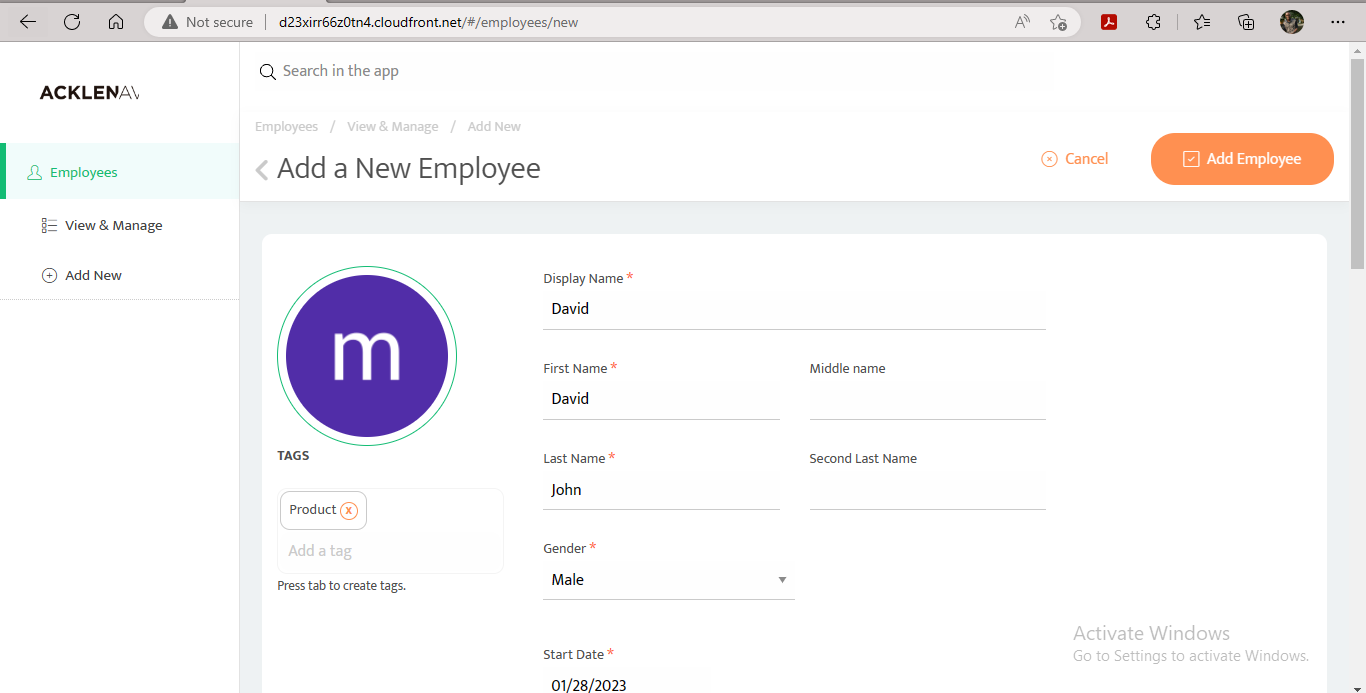 Not secure
d23xirr66z0tn4.cloudfront.net/#/employees/new
ACKLENAV
Search in the app
Employees / View & Manage / Add New
Add a New Employee
Cancel
Add Employee
Employees
View & Manage
Add New
m
TAGS
Product x
Add a tag
Press tab to create tags.
Display Name *
David
First Name *
David
Middle name
Last Name *
John
Second Last Name
Gender *
Male
Start Date *
01/28/2023
Activate Windows
Go to Settings to activate Windows.